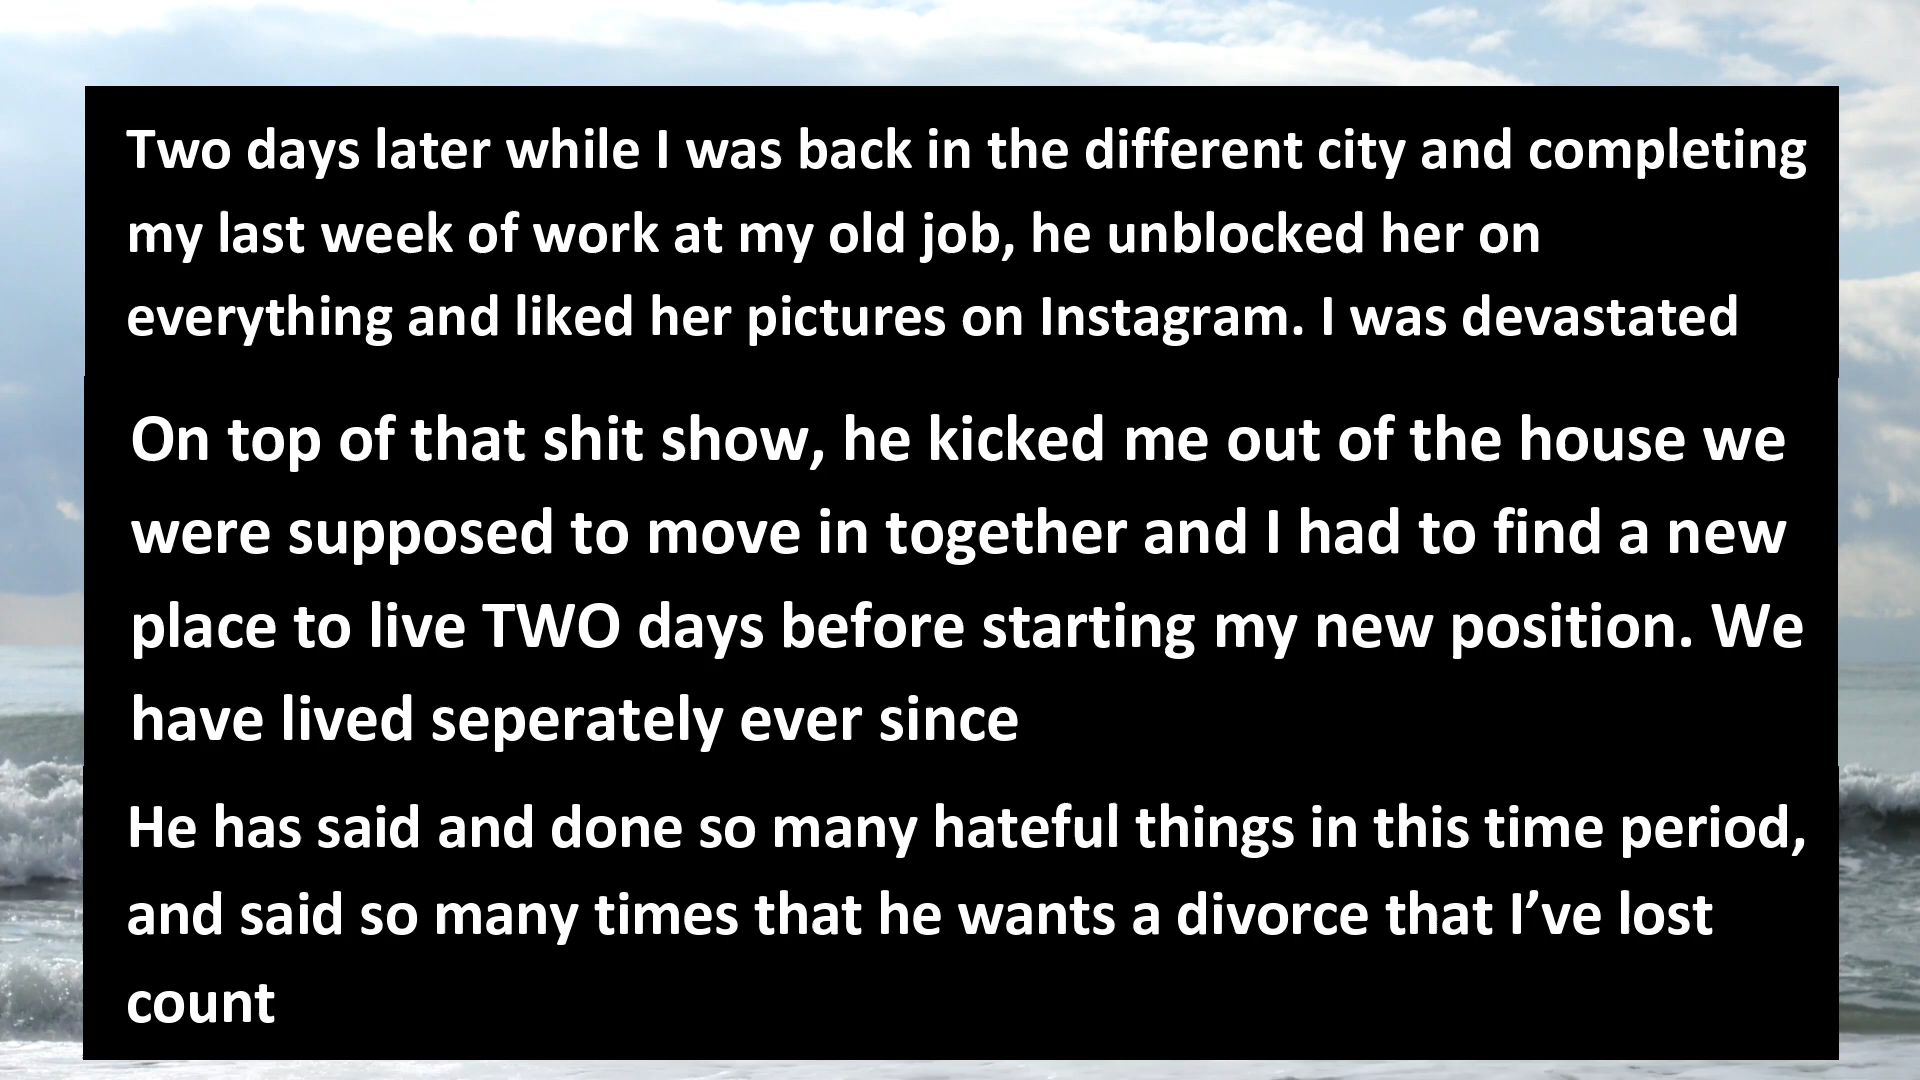 Two days later while I was back in the different city and completing
my last week of work at my old job, he unblocked her on
everything and liked her pictures on Instagram. I was devastated
On top of that shit show, he kicked me out of the house we
were supposed to move in together and I had to find a new
place to live TWO days before starting my new position. We
have lived seperately ever since
He has said and done so many hateful things in this time period,
and said so many times that he wants a divorce that I’ve lost
count